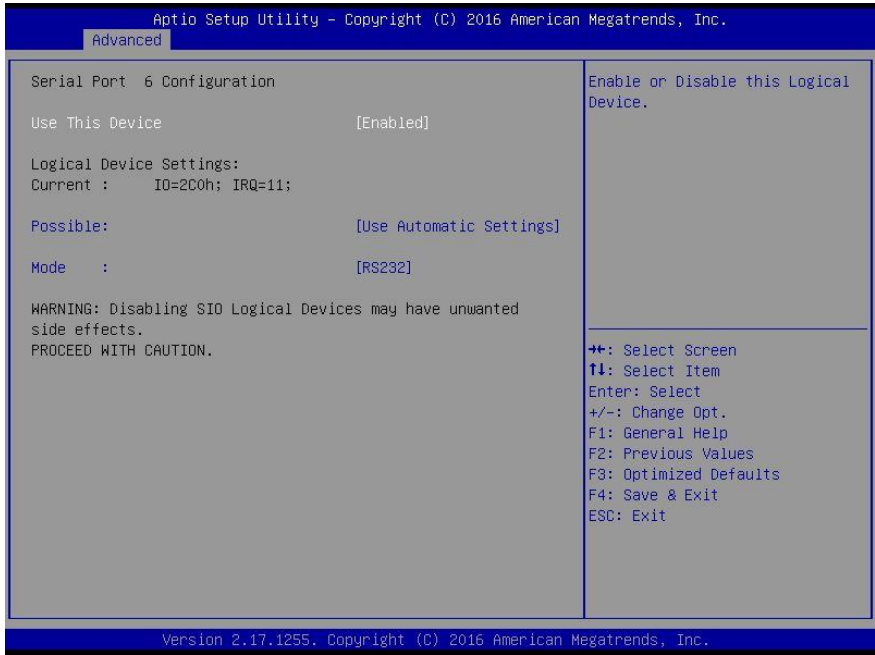 Aptio Setup Utility – Copyright (C) 2016 American Megatrends, Inc.
Advanced
Serial Port  6 Configuration
Use This Device [Enabled]
Logical Device Settings:
Current :  IO=2C0h; IRQ=11;
Possible: [Use Automatic Settings]
Mode  : [RS232]
WARNING: Disabling SIO Logical Devices may have unwanted
side effects.
PROCEED WITH CAUTION.
Enable or Disable this Logical
Device.
→←: Select Screen
↑↓: Select Item
Enter: Select
+/-: Change Opt.
F1: General Help
F2: Previous Values
F3: Optimized Defaults
F4: Save & Exit
ESC: Exit
Version 2.17.1255. Copyright (C) 2016 American Megatrends, Inc.